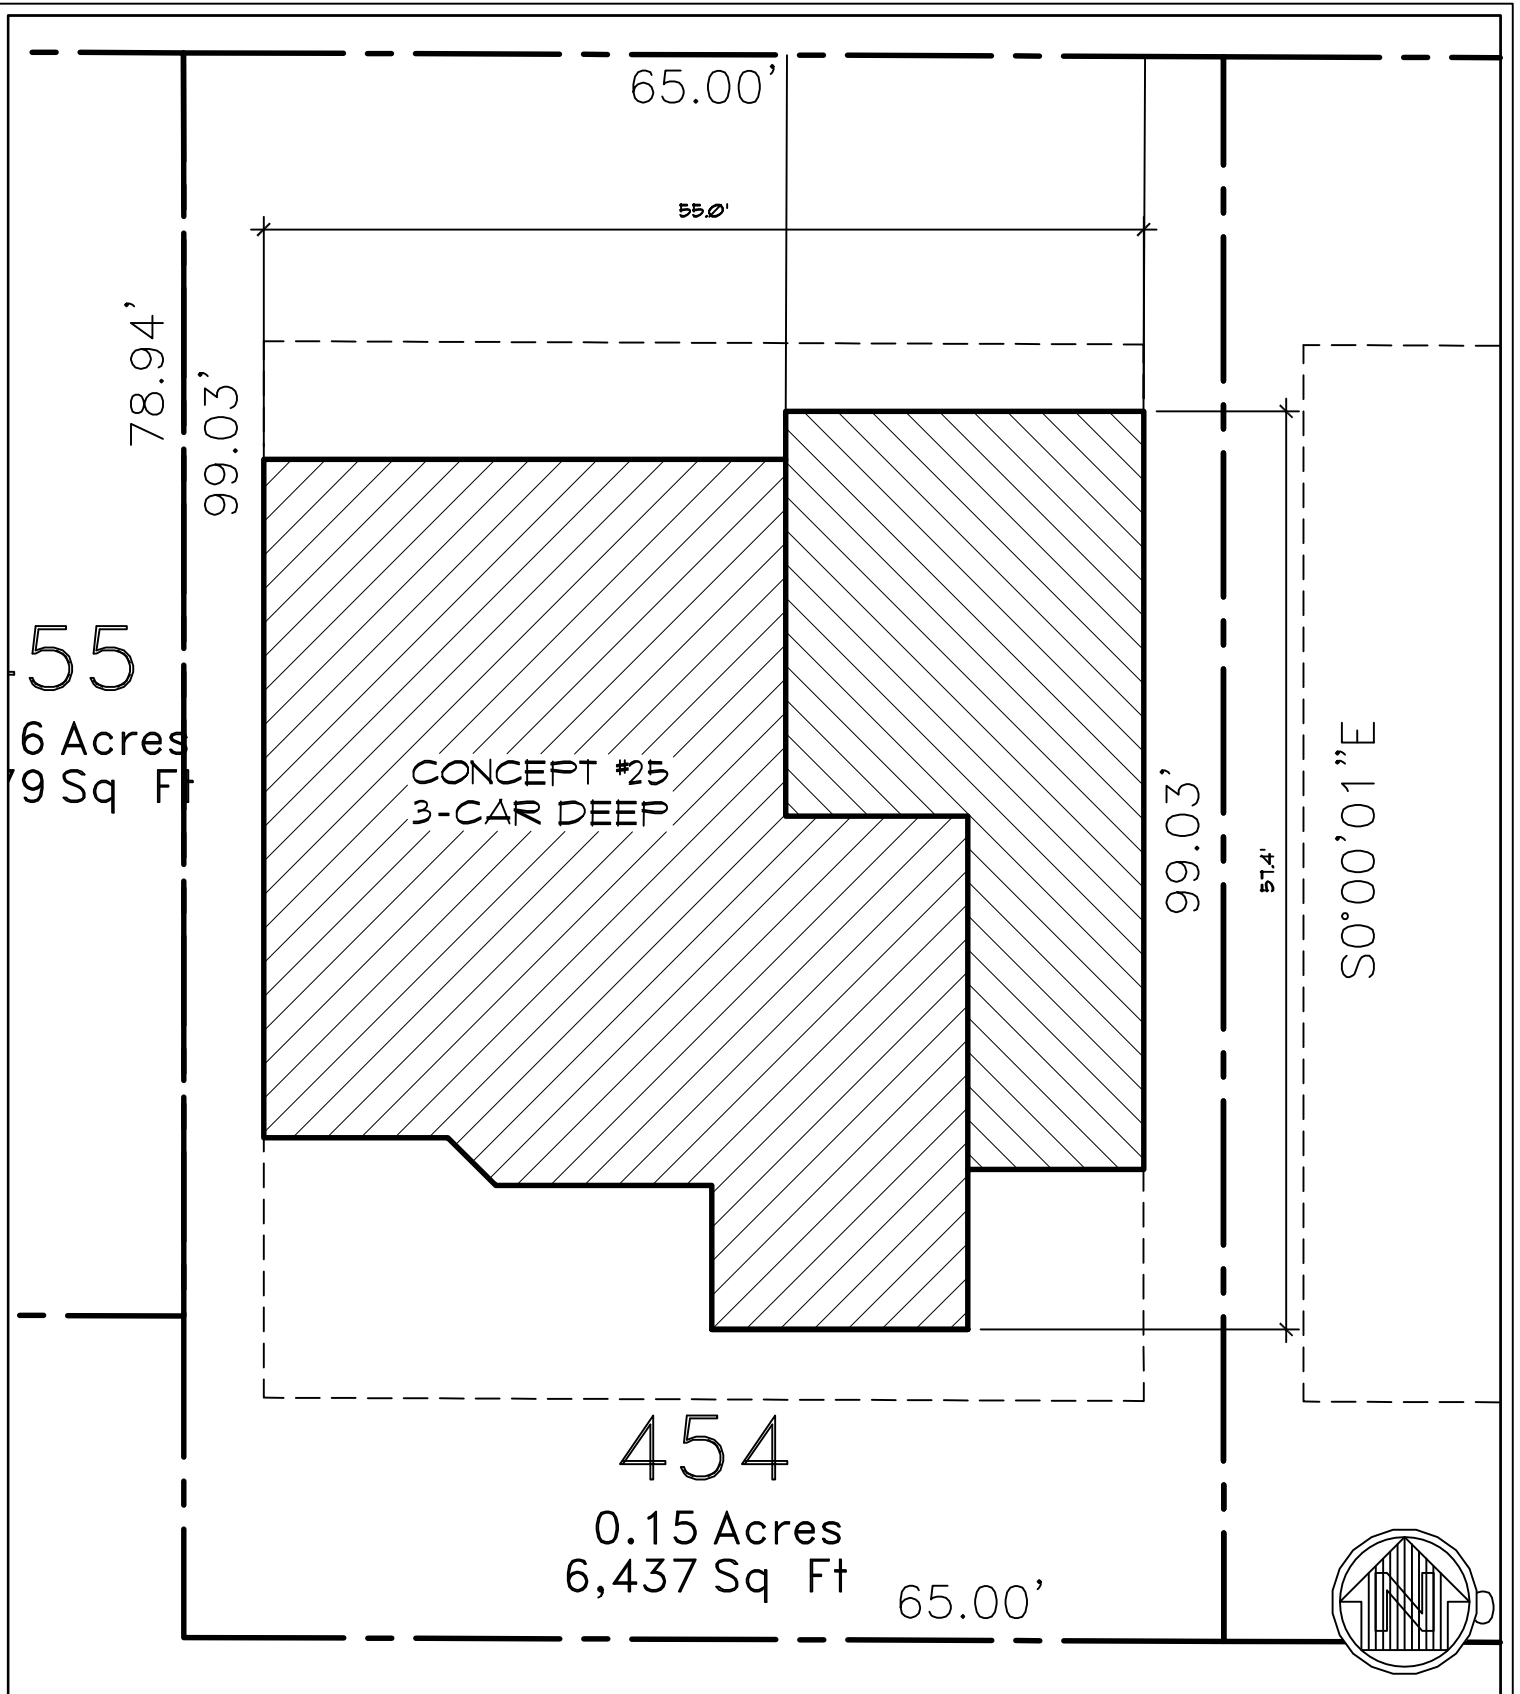 65.00'
55.0'
78.94'
99.03'
55
6 Acres
79 Sq Ft
CONCEPT #25
3-CAR DEEP
99.03'
57.4'
S0°00'01"E
454
0.15 Acres
6,437 Sq Ft
65.00'
N